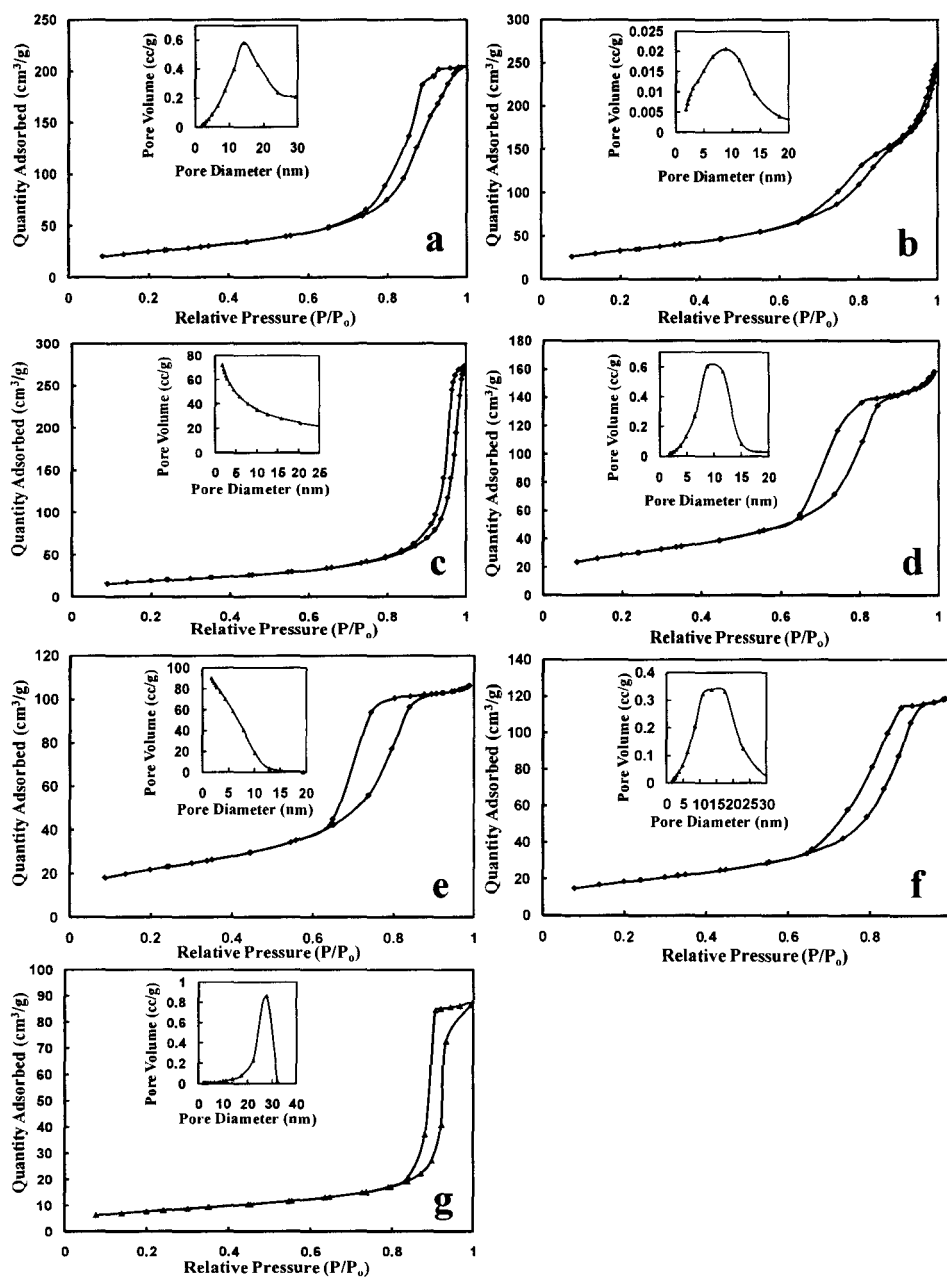 250
200
150
100
50
0
Quantity Adsorbed (cm³/g)
0.6
0.4
0.2
0
Pore Volume (cc/g)
0 10 20 30
Pore Diameter (nm)
a
0 0.2 0.4 0.6 0.8 1
Relative Pressure (P/Po)
300
250
200
150
100
50
0
Quantity Adsorbed (cm³/g)
0.025
0.02
0.015
0.01
0.005
0
Pore Volume (cc/g)
0 5 10 15 20
Pore Diameter (nm)
b
0 0.2 0.4 0.6 0.8 1
Relative Pressure (P/Po)
300
250
200
150
100
50
0
Quantity Adsorbed (cm³/g)
80
60
40
20
0
Pore Volume (cc/g)
0 5 10 15 20 25
Pore Diameter (nm)
c
0 0.2 0.4 0.6 0.8 1
Relative Pressure (P/Po)
180
160
140
120
100
80
60
40
20
0
Quantity Adsorbed (cm³/g)
0.6
0.4
0.2
0
Pore Volume (cc/g)
0 5 10 15 20
Pore Diameter (nm)
d
0 0.2 0.4 0.6 0.8 1
Relative Pressure (P/Po)
120
100
80
60
40
20
0
Quantity Adsorbed (cm³/g)
100
80
60
40
20
0
Pore Volume (cc/g)
0 5 10 15 20
Pore Diameter (nm)
e
0 0.2 0.4 0.6 0.8 1
Relative Pressure (P/Po)
140
120
100
80
60
40
20
0
Quantity Adsorbed (cm³/g)
0.4
0.3
0.2
0.1
0
Pore Volume (cc/g)
0 5 1015202530
Pore Diameter (nm)
f
0 0.2 0.4 0.6 0.8 1
Relative Pressure (P/Po)
100
90
80
70
60
50
40
30
20
10
0
Quantity Adsorbed (cm³/g)
1
0.8
0.6
0.4
0.2
0
Pore Volume (cc/g)
0 10 20 30 40
Pore Diameter (nm)
g
0 0.2 0.4 0.6 0.8 1
Relative Pressure (P/Po)